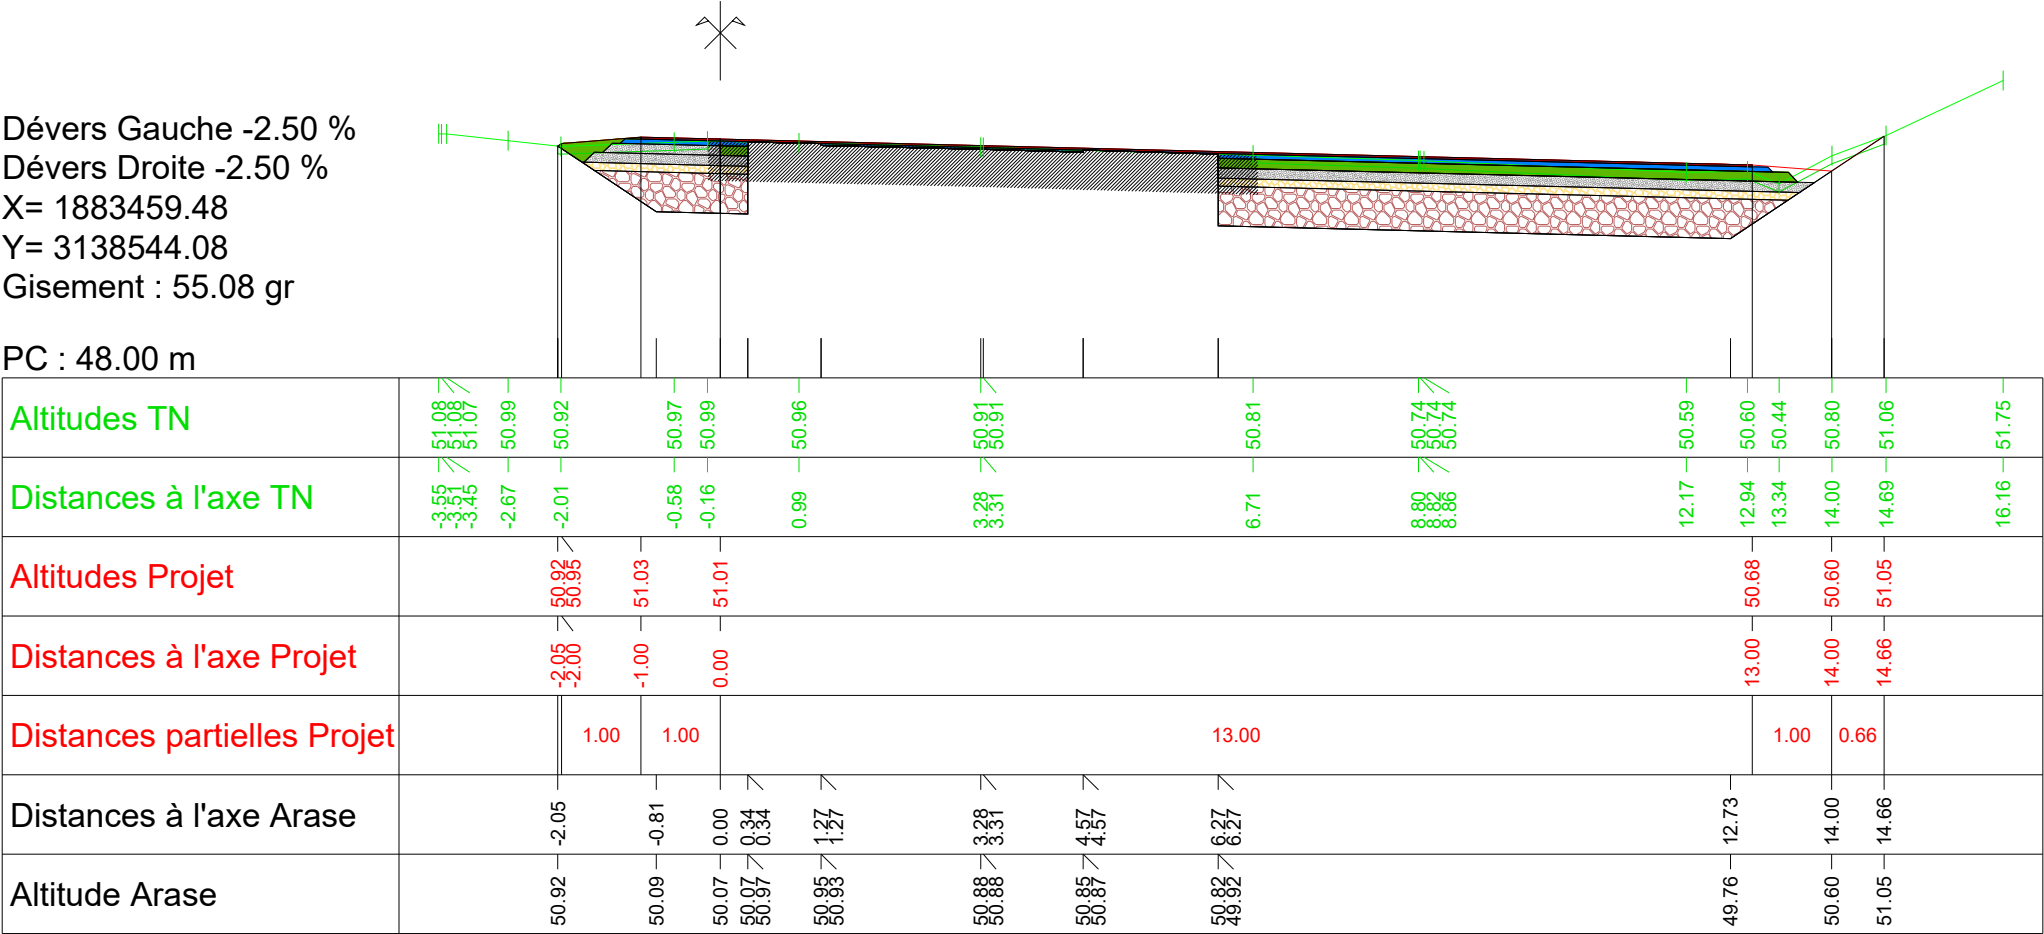 Dévers Gauche -2.50 %
Dévers Droite -2.50 %
X= 1883459.48
Y= 3138544.08
Gisement : 55.08 gr
PC : 48.00 m
Altitudes TN 51.08 51.08 51.07 50.99 50.92 50.97 50.99 50.96 50.91 50.91 50.81 50.74 50.74 50.74 50.59 50.60 50.44 50.80 51.06 51.75
Distances à l'axe TN -3.55 -3.51 -3.45 -2.67 -2.01 -0.58 -0.16 0.99 3.28 3.31 6.71 8.80 8.82 8.86 12.17 12.94 13.34 14.00 14.69 16.16
Altitudes Projet 50.92 50.95 51.03 51.01 50.68 50.60 51.05
Distances à l'axe Projet -2.05 -2.00 -1.00 0.00 13.00 14.00 14.66
Distances partielles Projet 1.00 1.00 13.00 1.00 0.66
Distances à l'axe Arase -2.05 -0.81 0.00 0.34 0.34 1.27 1.27 3.28 3.31 4.57 4.57 6.27 6.27 12.73 14.00 14.66
Altitude Arase 50.92 50.09 50.07 50.07 50.97 50.95 50.93 50.88 50.88 50.85 50.87 50.82 49.92 49.76 50.60 51.05